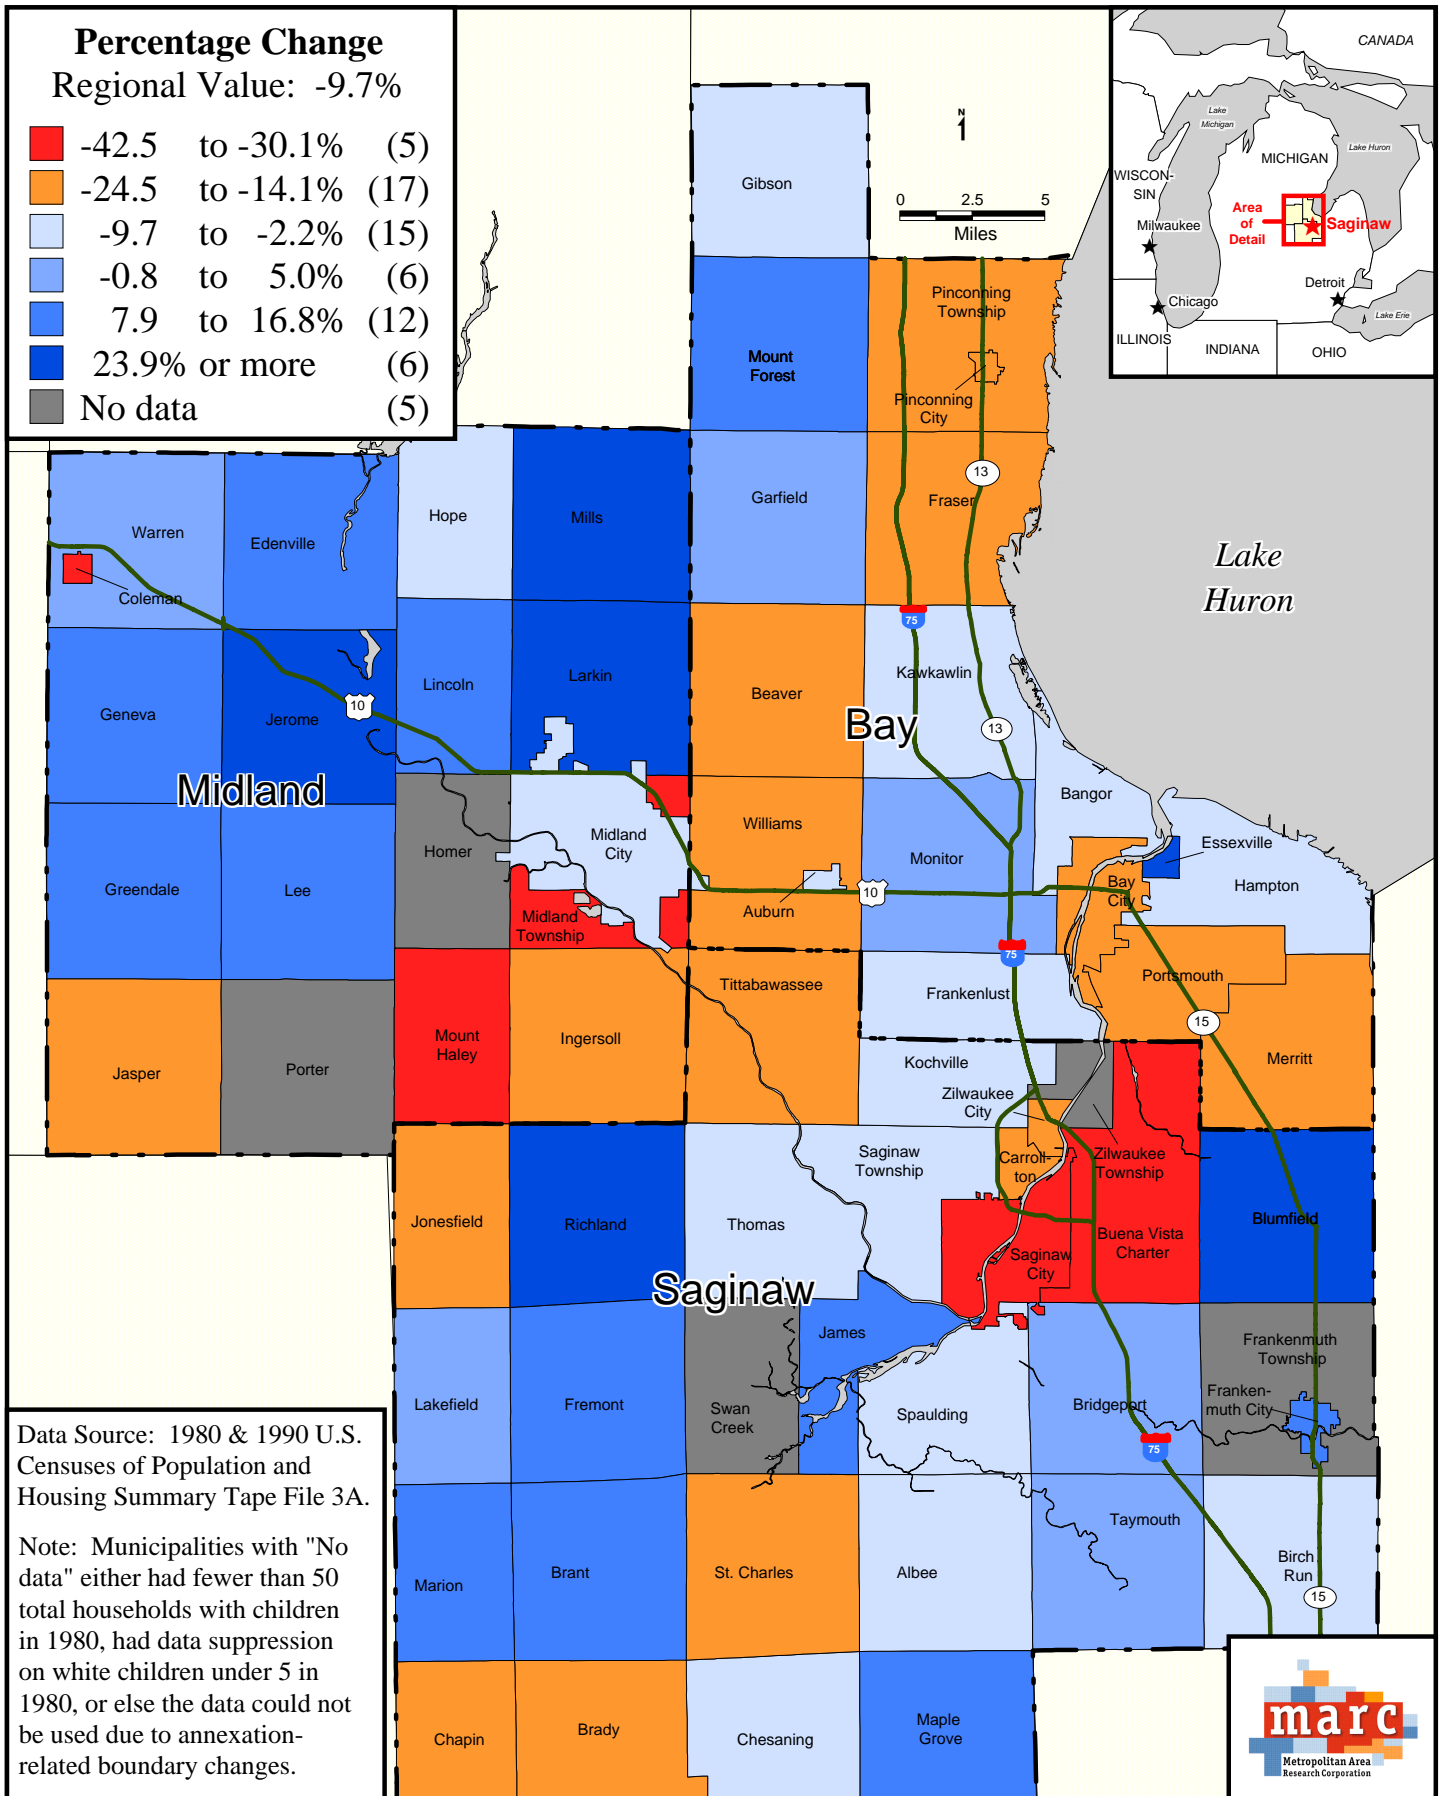 Percentage Change
Regional Value: -9.7%
-42.5 to -30.1% (5)
-24.5 to -14.1% (17)
-9.7 to -2.2% (15)
-0.8 to 5.0% (6)
7.9 to 16.8% (12)
23.9% or more (6)
No data (5)
N
0 2.5 5
Miles
CANADA
Lake
Michigan
Lake Huron
MICHIGAN
WISCON-
SIN
Area
of
Detail
Saginaw
Milwaukee
Detroit
Chicago
Lake Erie
ILLINOIS
INDIANA
OHIO
Gibson
Pinconning
Township
Mount
Forest
Pinconning
City
13
Garfield
Fraser
Hope
Mills
Warren
Edenville
Coleman
Lake
Huron
75
Kawkawlin
Lincoln
Larkin
Beaver
Geneva
Jerome
10
Bay
13
Midland
Bangor
Williams
Midland
City
Essexville
Homer
Monitor
Greendale
Lee
Bay
City
Hampton
10
Auburn
Midland
Township
75
Portsmouth
Tittabawassee
Frankenlust
15
Mount
Haley
Ingersoll
Merritt
Jasper
Porter
Kochville
Zilwaukee
City
Saginaw
Township
Carroll-
ton
Zilwaukee
Township
Jonesfield
Richland
Thomas
Blumfield
Buena Vista
Charter
Saginaw
City
Saginaw
James
Frankenmuth
Township
Lakefield
Fremont
Swan
Creek
Spaulding
Bridgeport
Franken-
muth City
75
Taymouth
Marion
Brant
St. Charles
Albee
Birch
Run
15
Chapin
Brady
Chesaning
Maple
Grove
Data Source: 1980 & 1990 U.S.
Censuses of Population and
Housing Summary Tape File 3A.
Note: Municipalities with "No
data" either had fewer than 50
total households with children
in 1980, had data suppression
on white children under 5 in
1980, or else the data could not
be used due to annexation-
related boundary changes.
marc
Metropolitan Area
Research Corporation